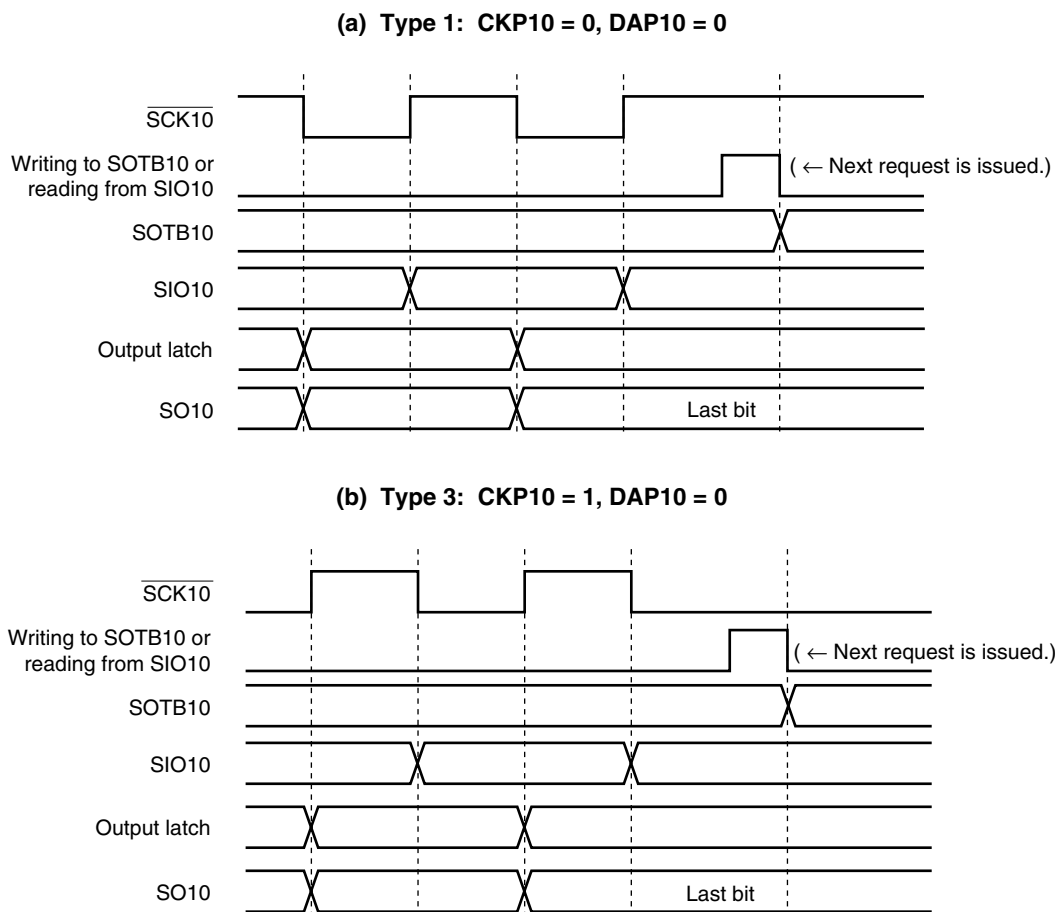 (a) Type 1: CKP10 = 0, DAP10 = 0
SCK10
Writing to SOTB10 or
reading from SIO10
( ← Next request is issued.)
SOTB10
SIO10
Output latch
SO10
Last bit
(b) Type 3: CKP10 = 1, DAP10 = 0
SCK10
Writing to SOTB10 or
reading from SIO10
( ← Next request is issued.)
SOTB10
SIO10
Output latch
SO10
Last bit